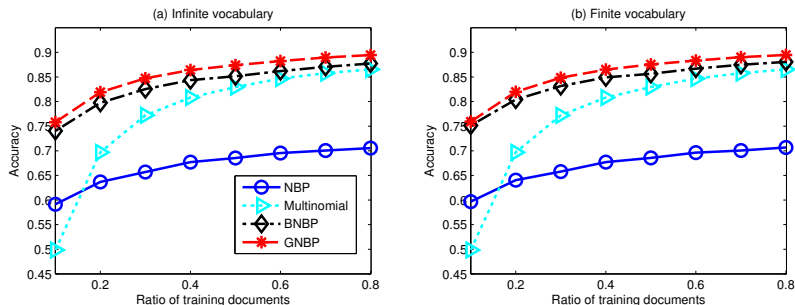 (a) Infinite vocabulary
0.9
0.85
0.8
0.75
0.7
0.65
0.6
0.55
0.5
0.45
Accuracy
0.2
0.4
0.6
0.8
Ratio of training documents
NBP
Multinomial
BNBP
GNBP
(b) Finite vocabulary
0.9
0.85
0.8
0.75
0.7
0.65
0.6
0.55
0.5
0.45
Accuracy
0.2
0.4
0.6
0.8
Ratio of training documents